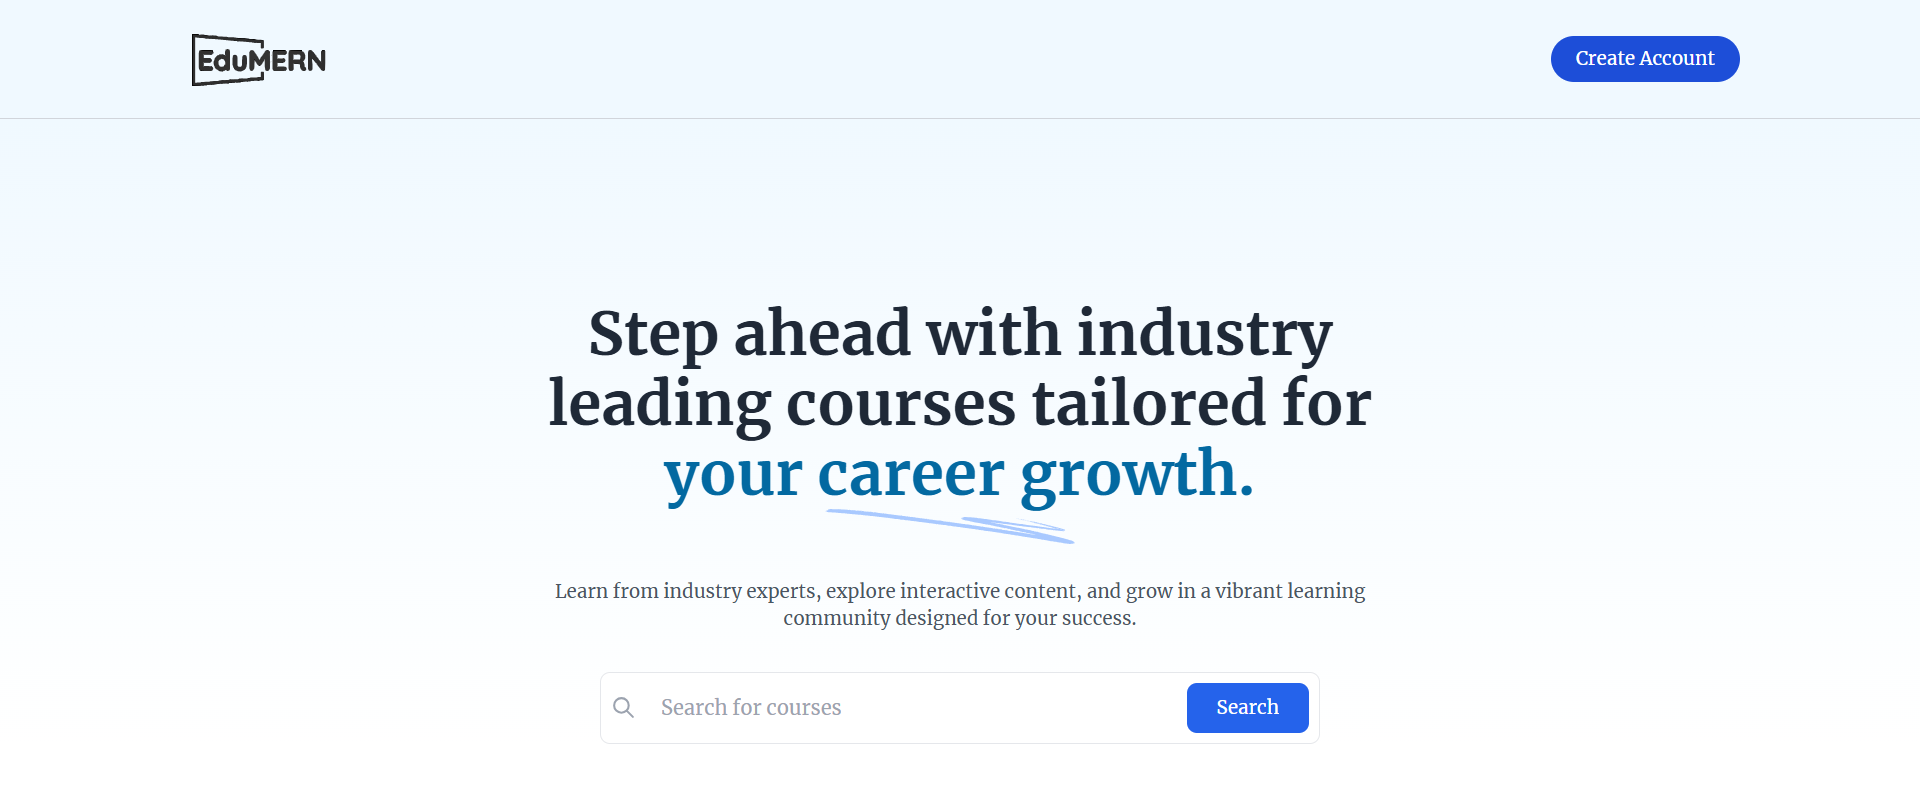 EduMERN
Create Account
Step ahead with industry
leading courses tailored for
your career growth.
Learn from industry experts, explore interactive content, and grow in a vibrant learning
community designed for your success.
Search for courses
Search